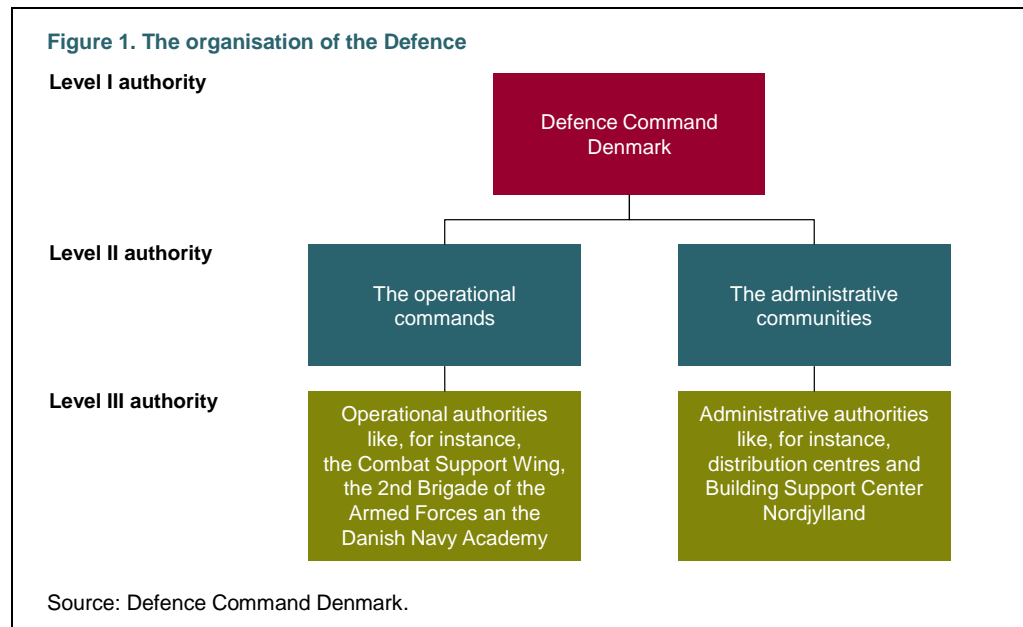 Figure 1. The organisation of the Defence
Level I authority
Defence Command
Denmark
Level II authority
The operational
commands
The administrative
communities
Level III authority
Operational authorities
like, for instance,
the Combat Support Wing,
the 2nd Brigade of the
Armed Forces an the
Danish Navy Academy
Administrative authorities
like, for instance,
distribution centres and
Building Support Center
Nordjylland
Source: Defence Command Denmark.